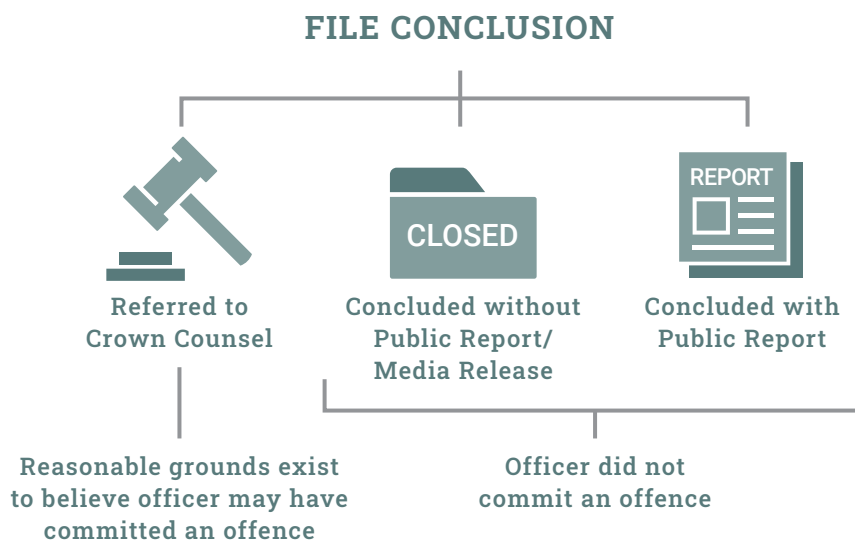 FILE CONCLUSION
REPORT
CLOSED
Referred to
Crown Counsel
Concluded without
Public Report/
Media Release
Concluded with
Public Report
Reasonable grounds exist
to believe officer may have
committed an offence
Officer did not
commit an offence